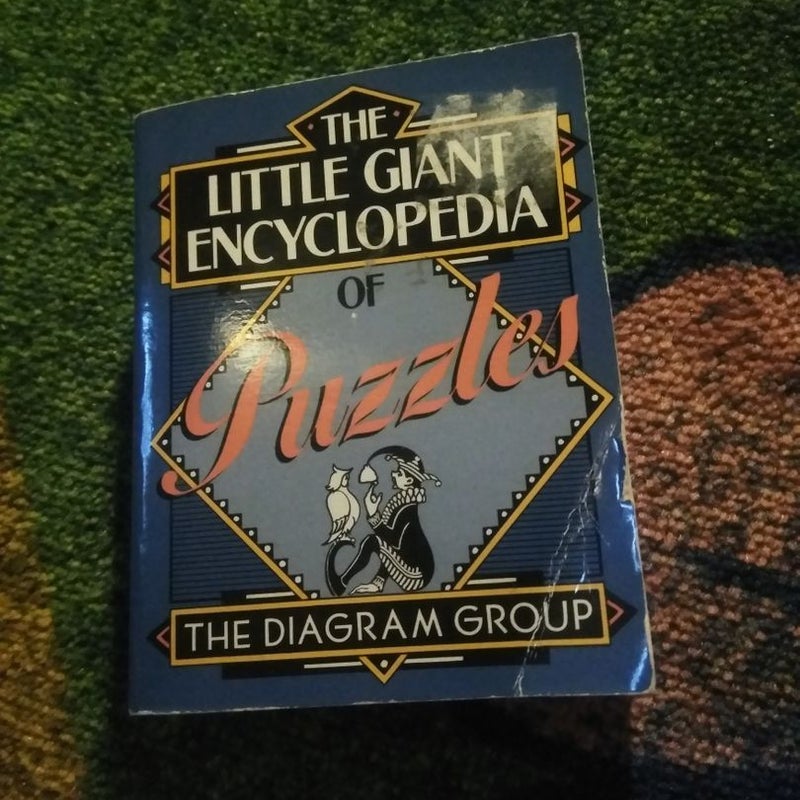 THE
LITTLE GIANT
ENCYCLOPEDIA
OF
Puzzles
THE DIAGRAM GROUP